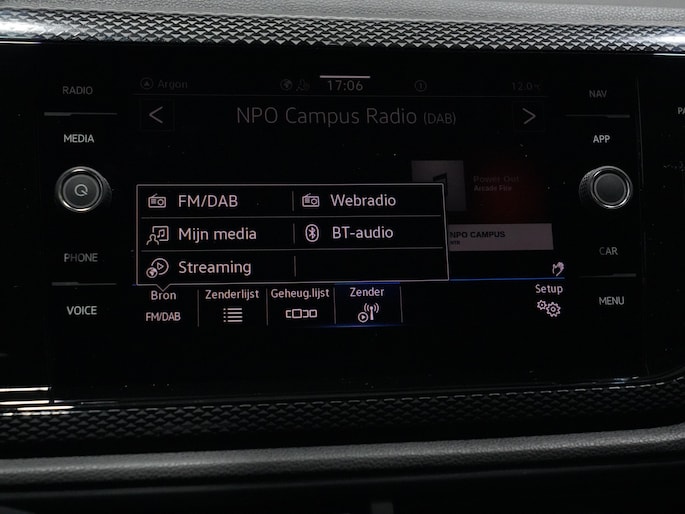 RADIO
Argon
17:06
12.0°C
NAV
NPO Campus Radio (DAB)
MEDIA
APP
PA
Power Out
Arcade Fire
FM/DAB
Webradio
Mijn media
BT-audio
NPO CAMPUS
PHONE
CAR
Streaming
Bron
Zenderlijst
Geheug.lijst
Zender
Setup
VOICE
FM/DAB
MENU